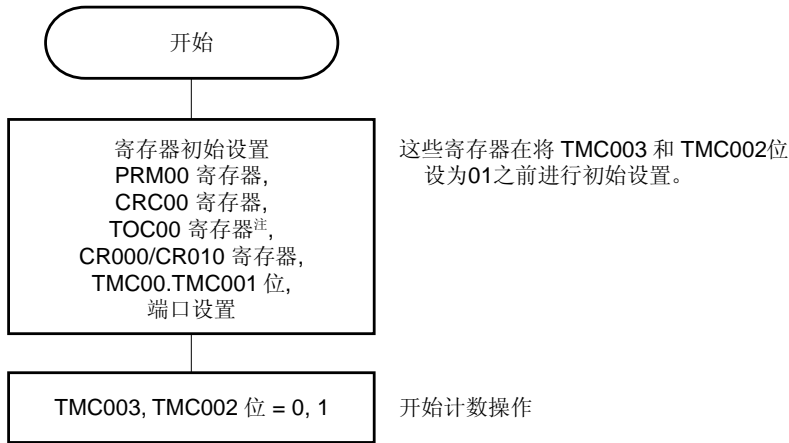 开始
寄存器初始设置
PRM00 寄存器,
CRC00 寄存器,
TOC00 寄存器注,
CR000/CR010 寄存器,
TMC00.TMC001 位,
端口设置
这些寄存器在将 TMC003 和 TMC002位
设为01之前进行初始设置。
TMC003, TMC002 位 = 0, 1
开始计数操作